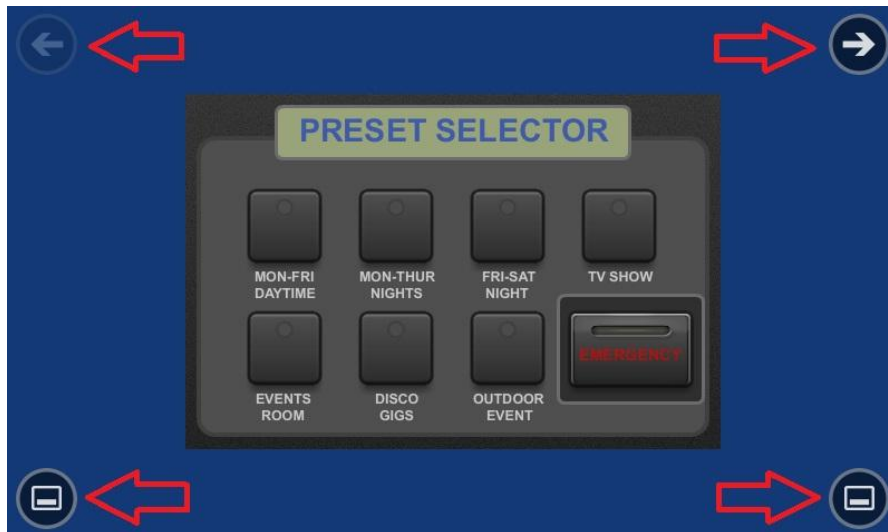 PRESET SELECTOR
MON-FRI
DAYTIME
MON-THUR
NIGHTS
FRI-SAT
NIGHT
TV SHOW
EVENTS
ROOM
DISCO
GIGS
OUTDOOR
EVENT
EMERGENCY